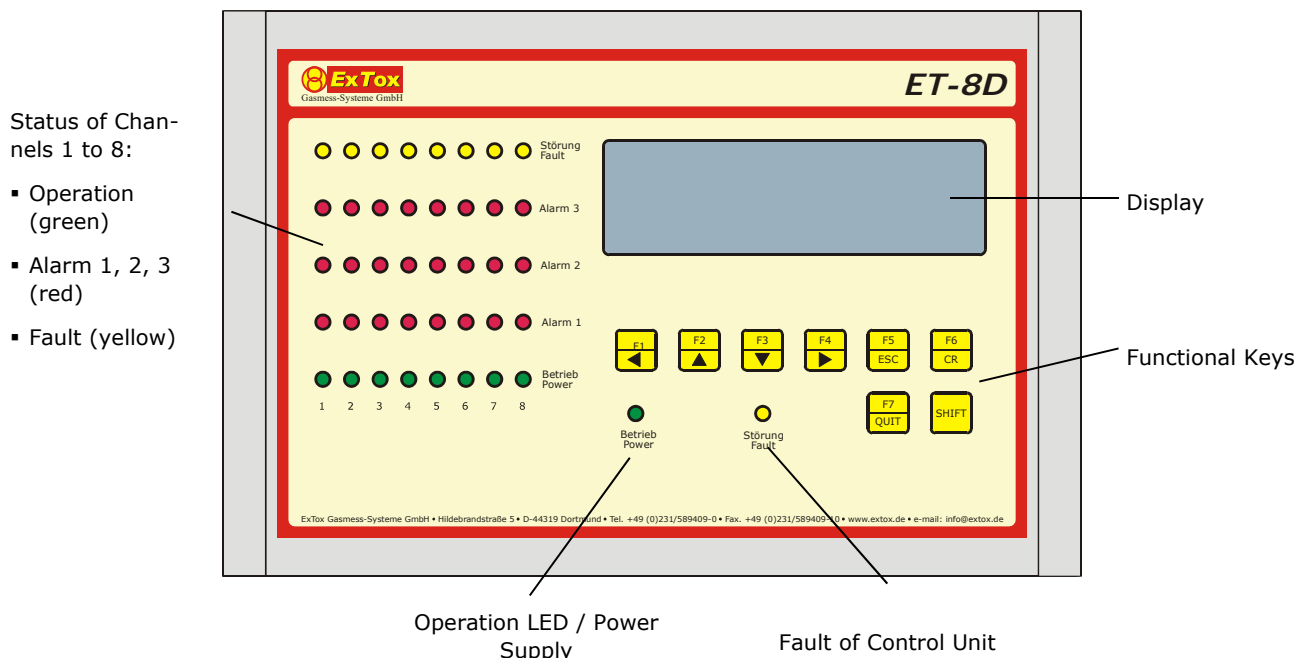 ExTox
Gasmess-Systeme GmbH
ET-8D
Status of Chan-
nels 1 to 8:
▪ Operation
(green)
▪ Alarm 1, 2, 3
(red)
▪ Fault (yellow)
Störung
Fault
Alarm 3
Alarm 2
Alarm 1
Betrieb
Power
1 2 3 4 5 6 7 8
Display
F1
F2
F3
F4
F5
ESC
F6
CR
F7
QUIT
SHIFT
Functional Keys
Betrieb
Power
Störung
Fault
ExTox Gasmess-Systeme GmbH • Hildebrandstraße 5 • D-44319 Dortmund • Tel. +49 (0)231/589409-0 • Fax. +49 (0)231/589409-10 • www.extox.de • e-mail: info@extox.de
Operation LED / Power
Supply
Fault of Control Unit